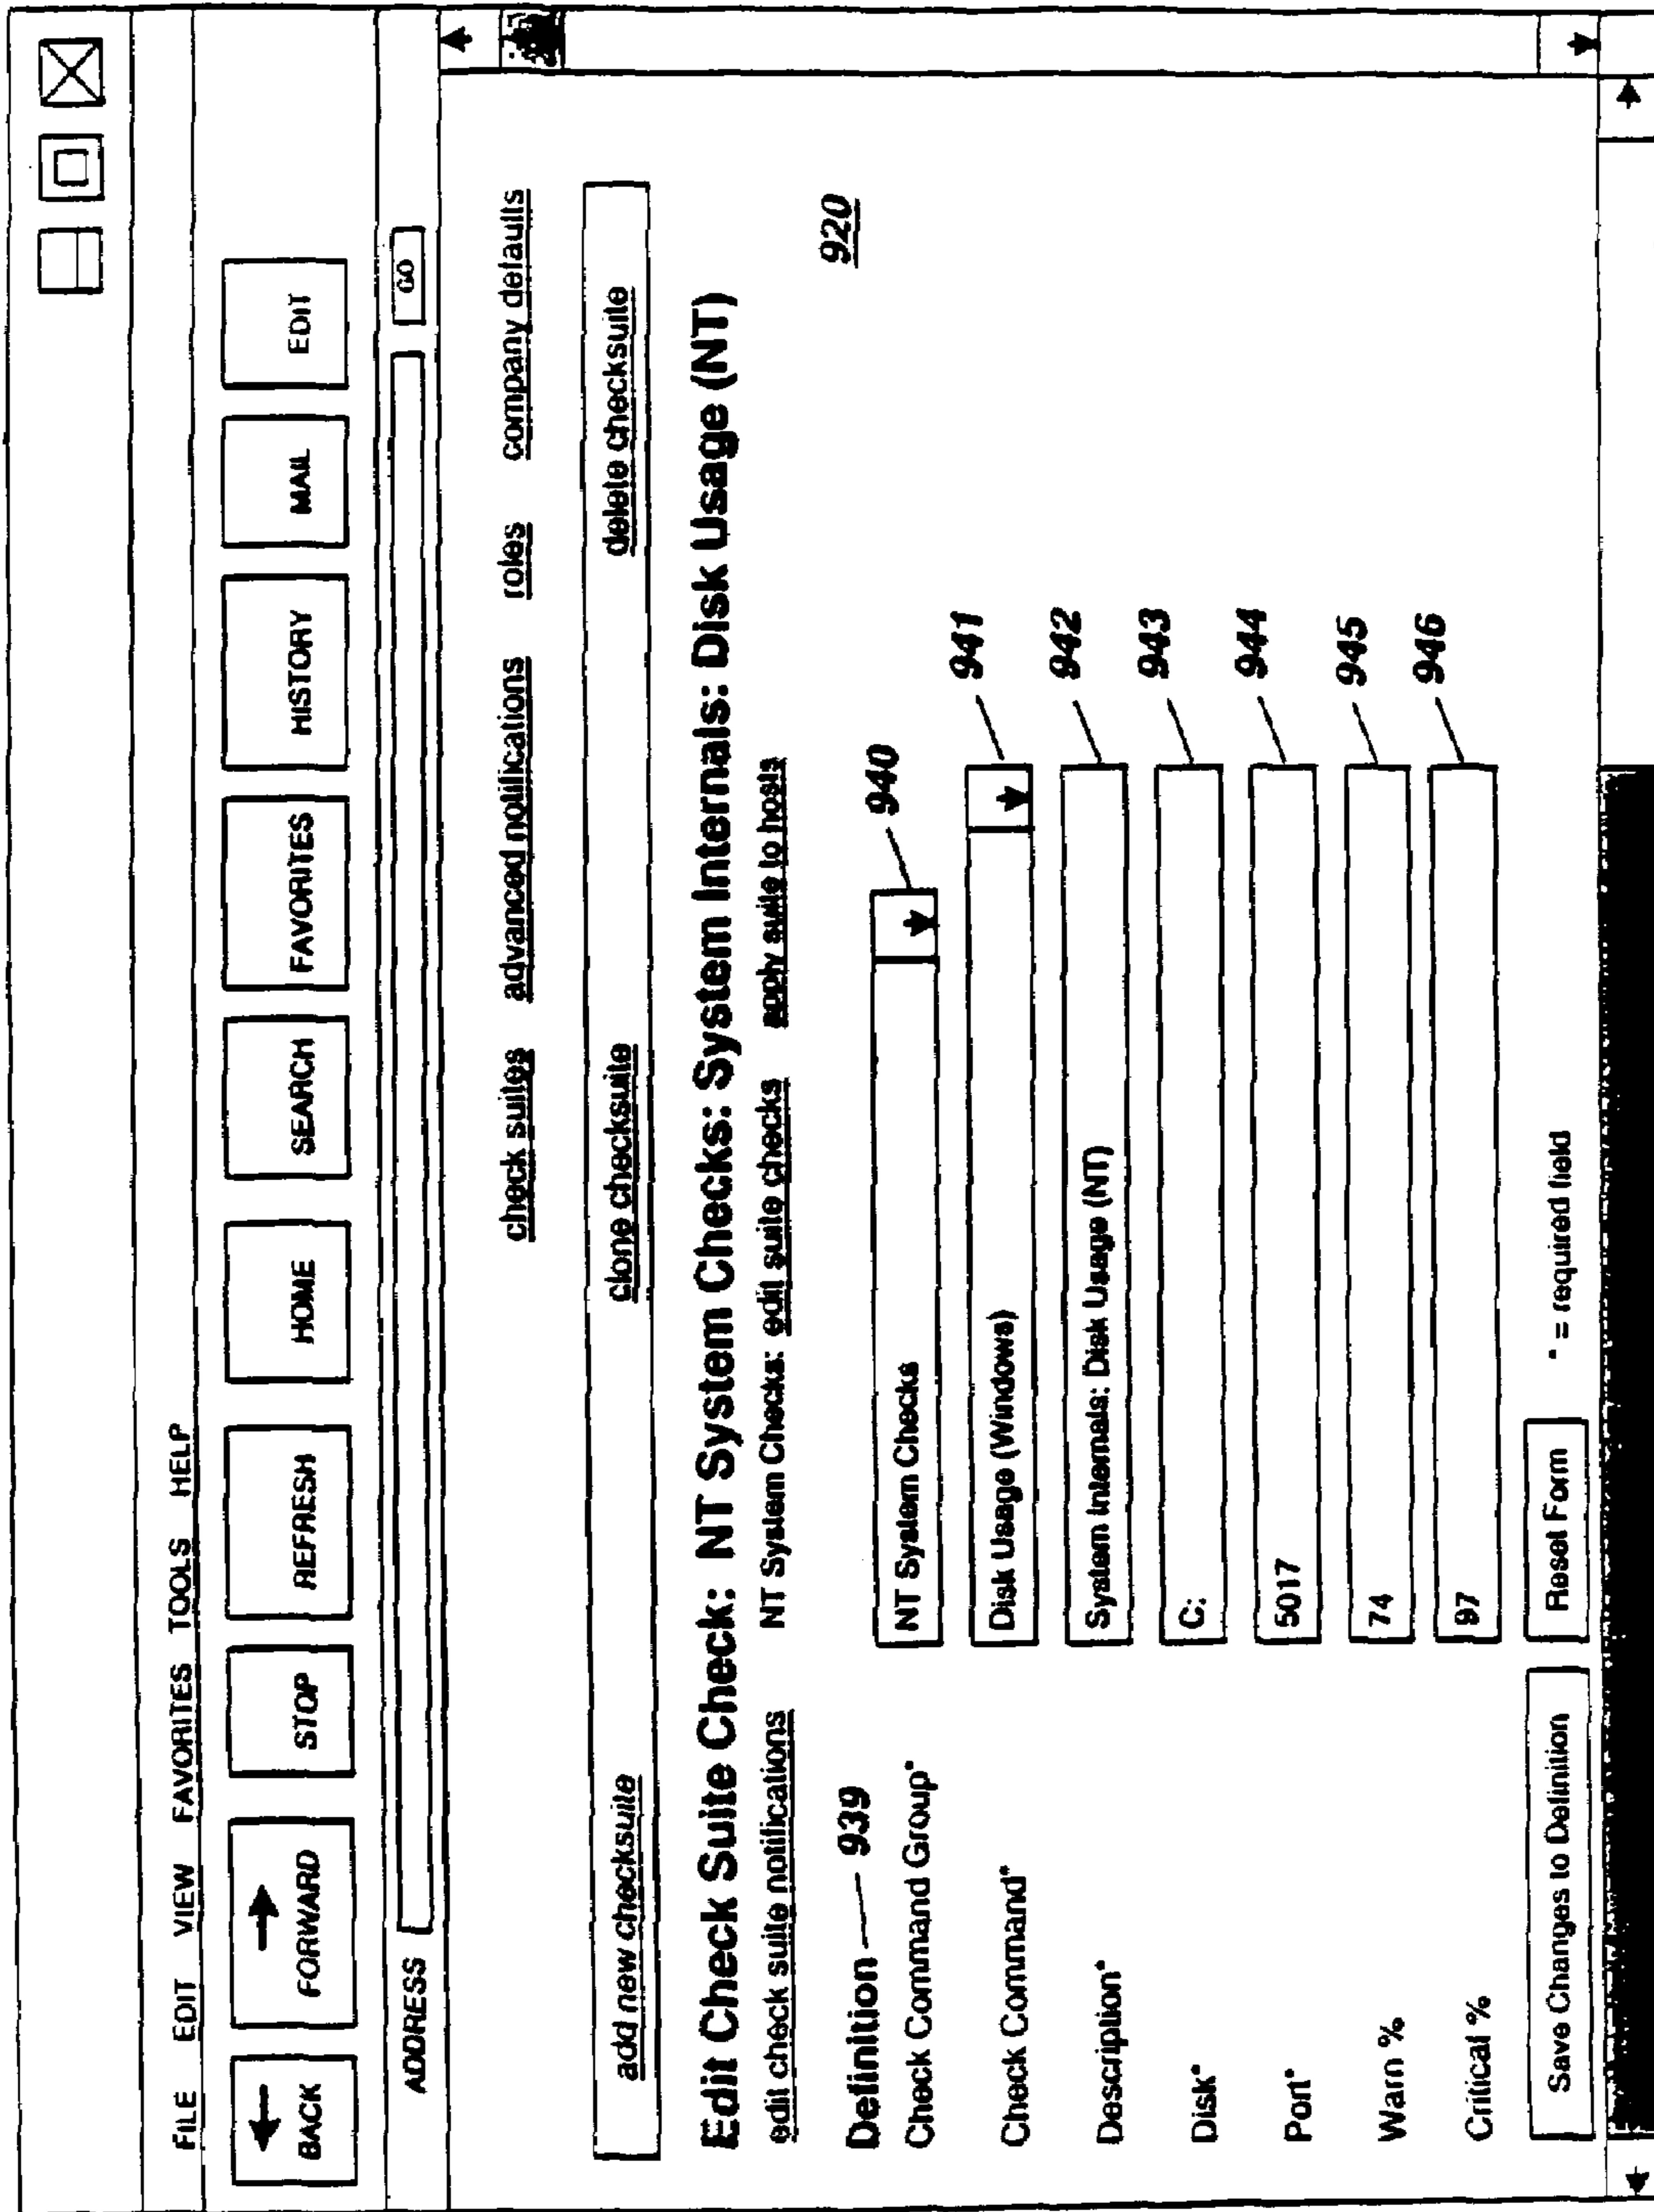 FILE EDIT VIEW FAVORITES TOOLS HELP
BACK FORWARD STOP REFRESH HOME SEARCH FAVORITES HISTORY MAIL EDIT
ADDRESS GO
check suites advanced notifications roles company defaults
add new checksuite clone checksuite delete checksuite
Edit Check Suite Check: NT System Checks: System Internals: Disk Usage (NT)
edit check suite notifications NT System Checks: edit suite checks apply suite to hosts
Definition 939 920
Check Command Group* NT System Checks 940
Check Command* Disk Usage (Windows) 941
Description* System Internals: Disk Usage (NT) 942
Disk* C: 943
Port* 5017 944
Warn % 74 945
Critical % 97 946
Save Changes to Definition Reset Form * = required field